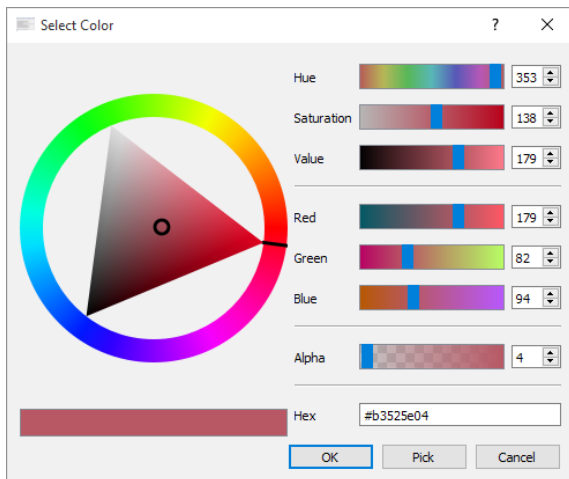 Select Color ?
Hue 353
Saturation 138
Value 179
Red 179
Green 82
Blue 94
Alpha 4
Hex #b3525e04
OK Pick Cancel